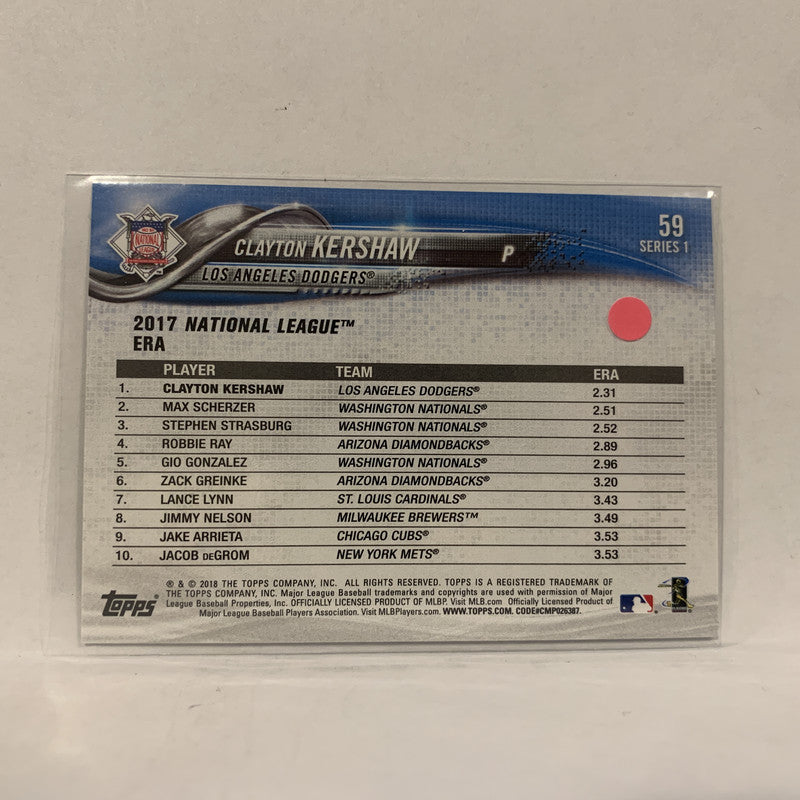 59
SERIES 1
NATIONAL LEAGUE
CLAYTON KERSHAW P
LOS ANGELES DODGERS®
2017 NATIONAL LEAGUE™
ERA
PLAYER TEAM ERA
1. CLAYTON KERSHAW LOS ANGELES DODGERS® 2.31
2. MAX SCHERZER WASHINGTON NATIONALS® 2.51
3. STEPHEN STRASBURG WASHINGTON NATIONALS® 2.52
4. ROBBIE RAY ARIZONA DIAMONDBACKS® 2.89
5. GIO GONZALEZ WASHINGTON NATIONALS® 2.96
6. ZACK GREINKE ARIZONA DIAMONDBACKS® 3.20
7. LANCE LYNN ST. LOUIS CARDINALS® 3.43
8. JIMMY NELSON MILWAUKEE BREWERS™ 3.49
9. JAKE ARRIETA CHICAGO CUBS® 3.53
10. JACOB deGROM NEW YORK METS® 3.53
® & © 2018 THE TOPPS COMPANY, INC. ALL RIGHTS RESERVED. TOPPS IS A REGISTERED TRADEMARK OF
THE TOPPS COMPANY, INC. Major League Baseball trademarks and copyrights are used with permission of Major
League Baseball Properties, Inc. OFFICIALLY LICENSED PRODUCT OF MLBP. Visit MLB.com Officially Licensed Product of
Major League Baseball Players Association. Visit MLBPlayers.com. WWW.TOPPS.COM. CODE#CMP026387.
Topps